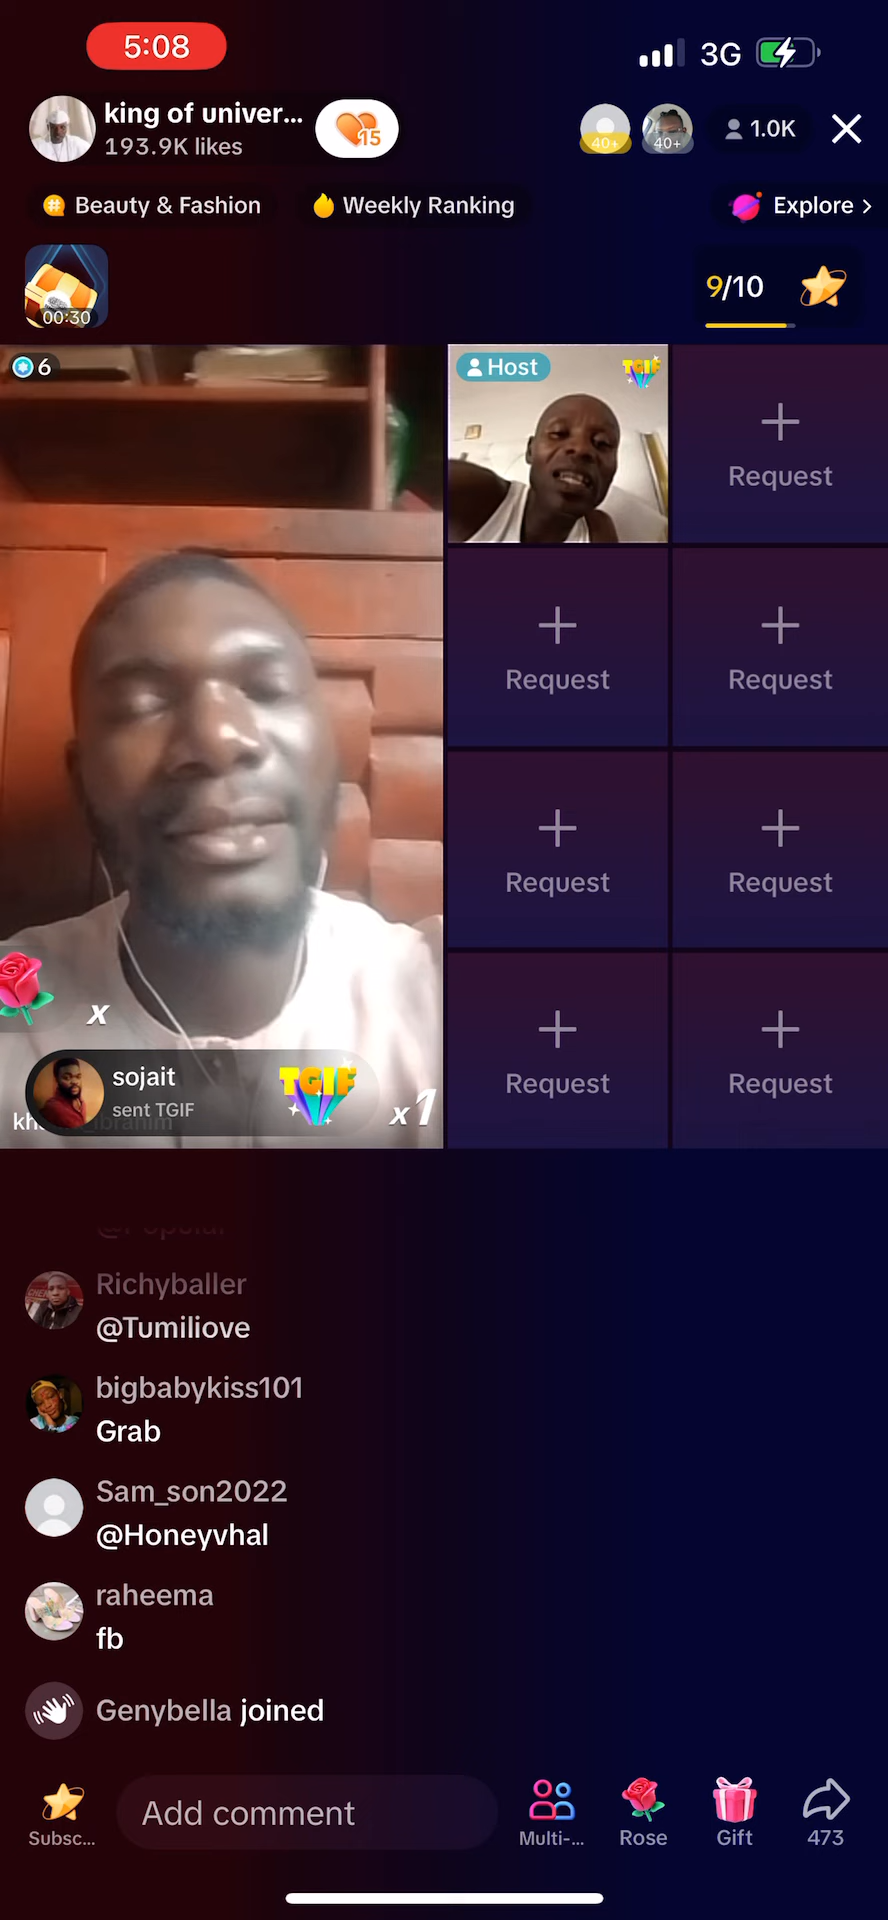 5:08
3G
king of univer...
193.9K likes
15
40+
40+
1.0K
Beauty & Fashion
Weekly Ranking
Explore
00:30
9/10
6
Host
TGIF
Request
Request
Request
Request
Request
Request
Request
x
sojait
sent TGIF
TGIF
x1
Richyballer
@Tumiliove
bigbabykiss101
Grab
Sam_son2022
@Honeyvhal
raheema
fb
Genybella joined
Subsc...
Add comment
Multi-...
Rose
Gift
473